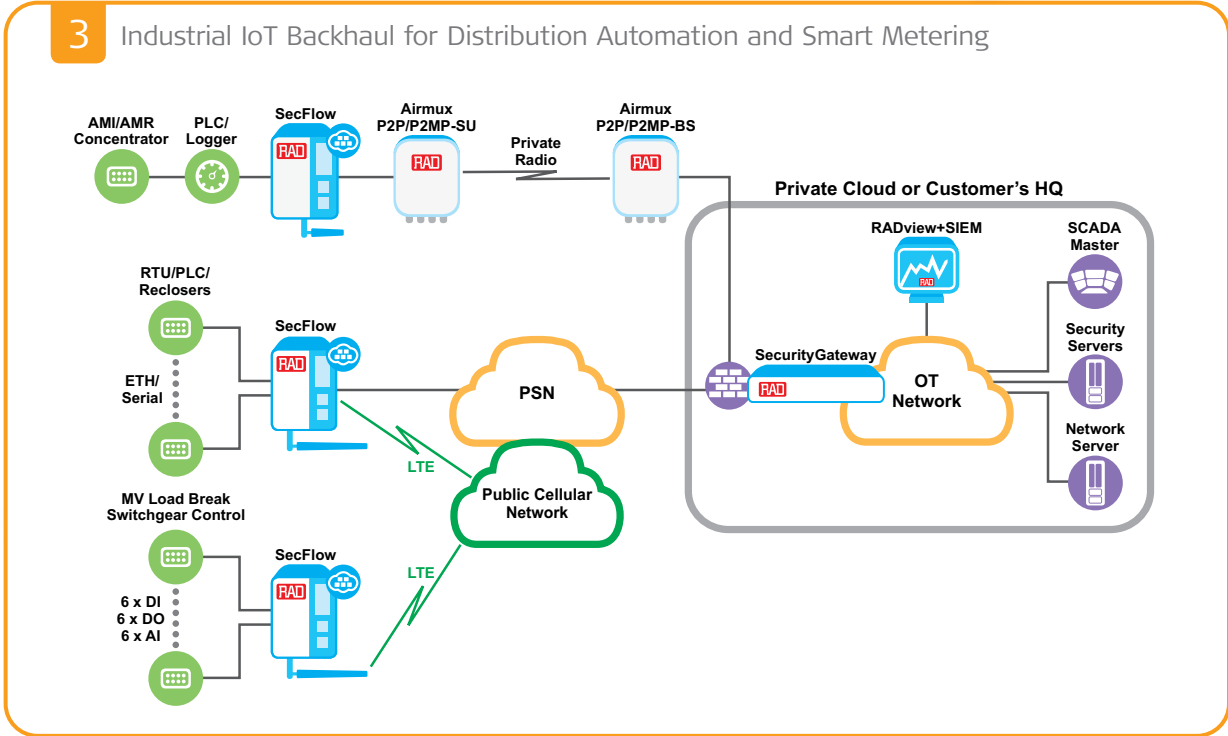 3
Industrial IoT Backhaul for Distribution Automation and Smart Metering
AMI/AMR
Concentrator
PLC/
Logger
SecFlow
RAD
Airmux
P2P/P2MP-SU
RAD
Private
Radio
Airmux
P2P/P2MP-BS
RAD
Private Cloud or Customer's HQ
RADview+SIEM
RAD
SCADA
Master
Security
Servers
Network
Server
SecurityGateway
RAD
OT
Network
RTU/PLC/
Reclosers
ETH/
Serial
SecFlow
RAD
PSN
LTE
Public Cellular
Network
MV Load Break
Switchgear Control
6 x DI
6 x DO
6 x AI
SecFlow
RAD
LTE